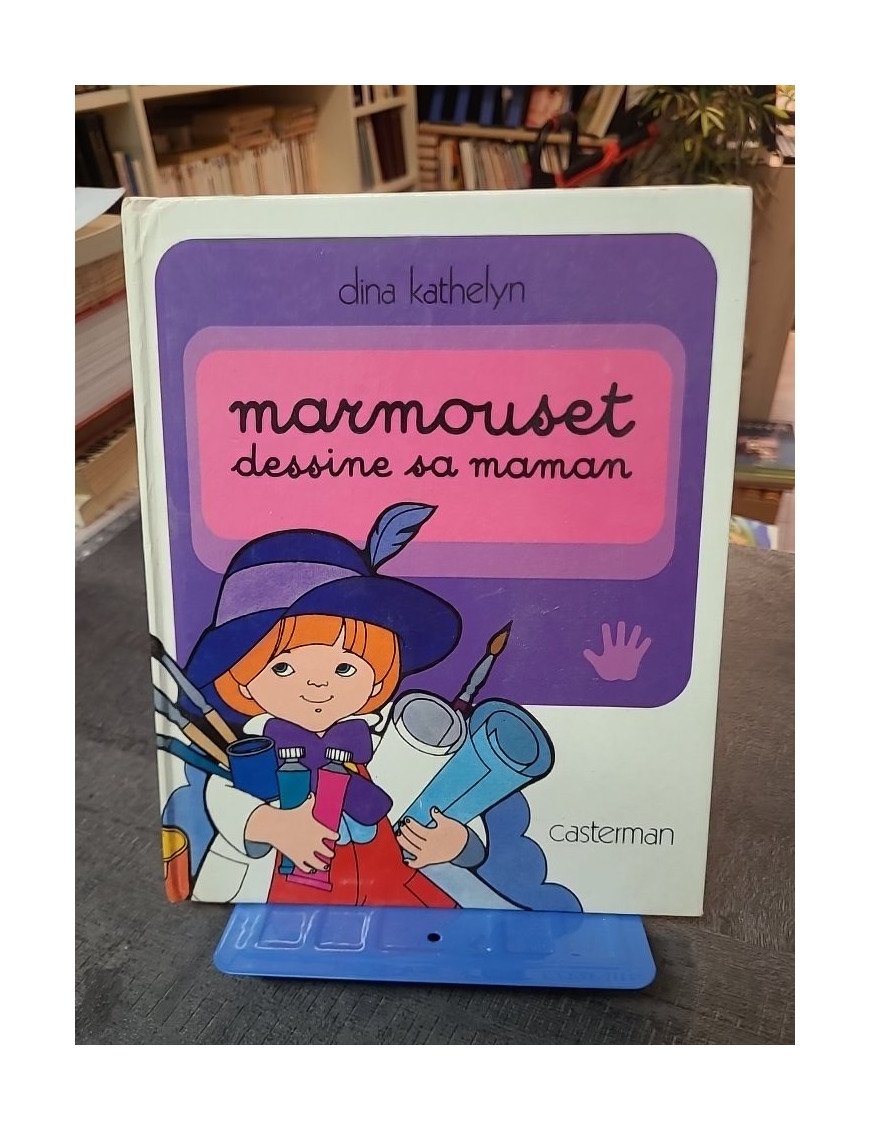 dina kathelyn
marmouset
dessine sa maman
casterman